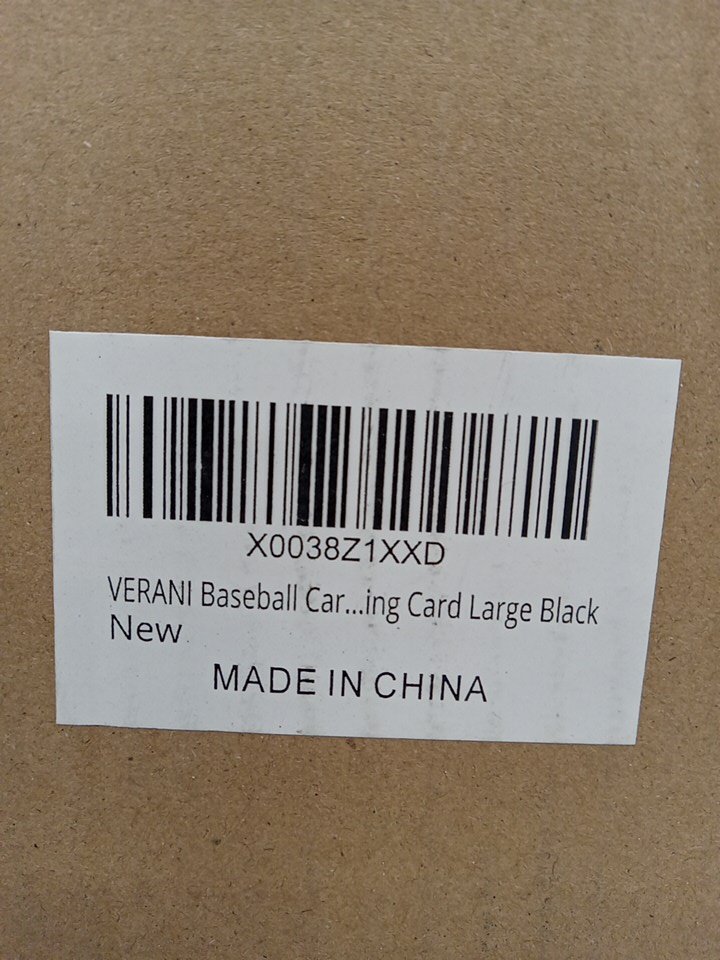 X0038Z1XXD
VERANI Baseball Car...ing Card Large Black
New
MADE IN CHINA